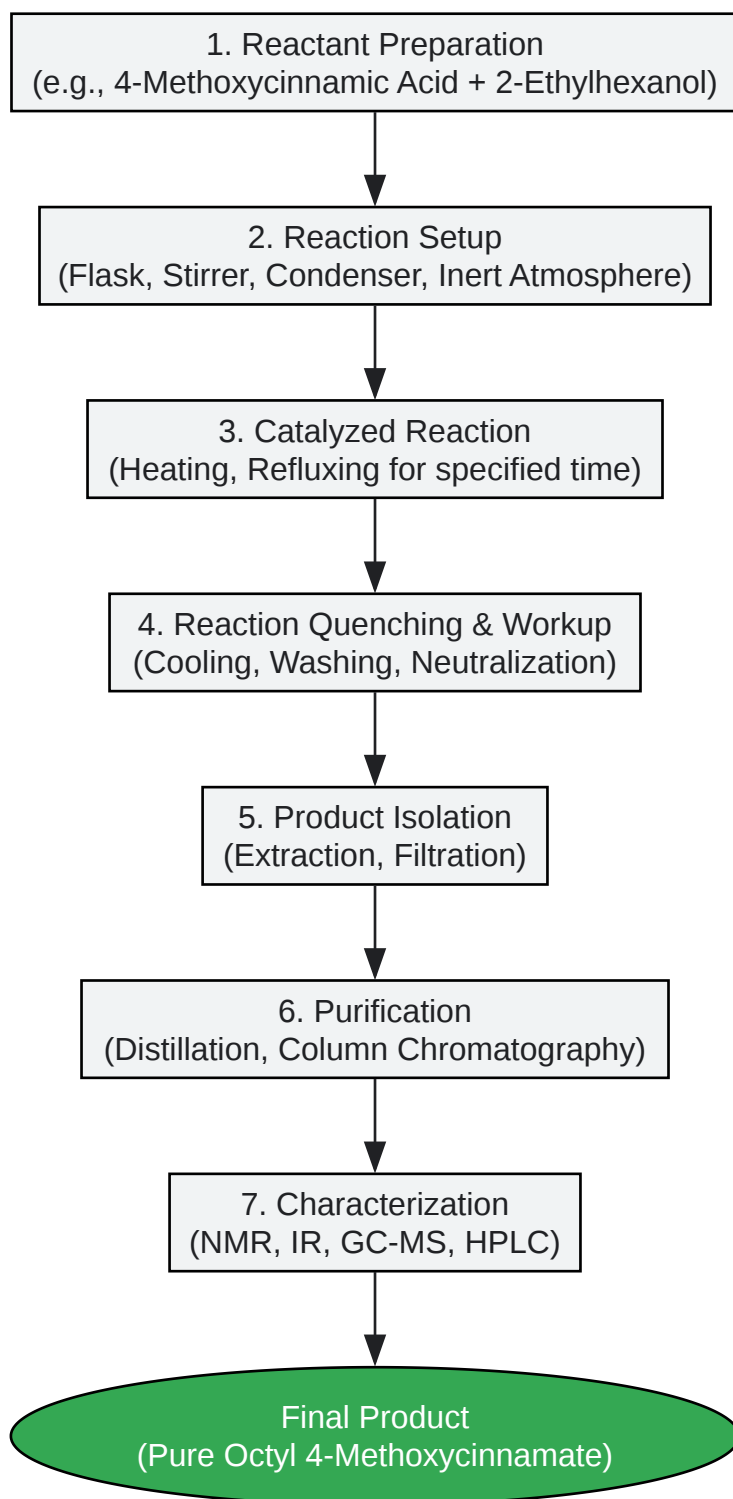 1. Reactant Preparation
(e.g., 4-Methoxycinnamic Acid + 2-Ethylhexanol)
2. Reaction Setup
(Flask, Stirrer, Condenser, Inert Atmosphere)
3. Catalyzed Reaction
(Heating, Refluxing for specified time)
4. Reaction Quenching & Workup
(Cooling, Washing, Neutralization)
5. Product Isolation
(Extraction, Filtration)
6. Purification
(Distillation, Column Chromatography)
7. Characterization
(NMR, IR, GC-MS, HPLC)
Final Product
(Pure Octyl 4-Methoxycinnamate)